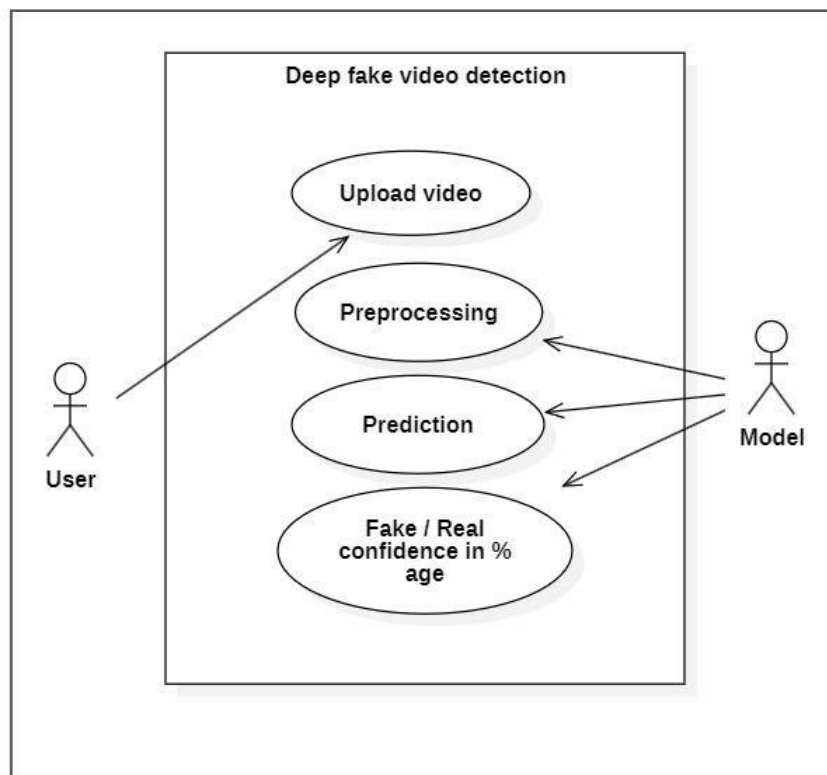 Deep fake video detection
Upload video
Preprocessing
Prediction
Model
User
Fake / Real
confidence in %
age